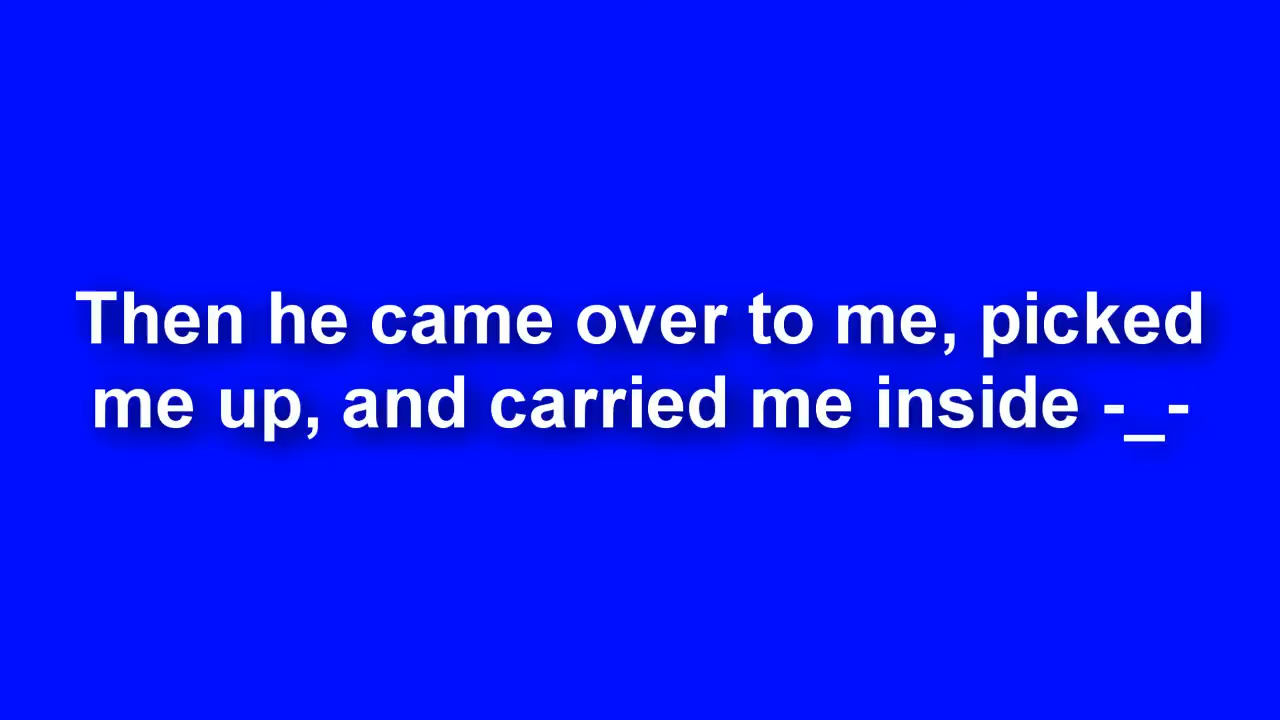 Then he came over to me, picked
me up, and carried me inside -_-